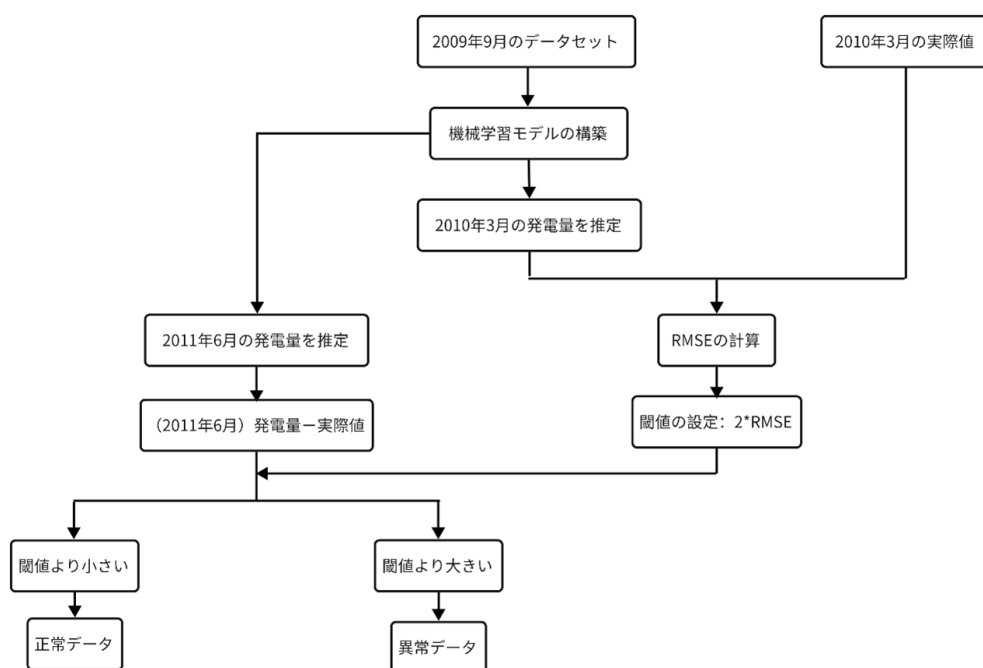 2009年9月のデータセット
2010年3月の実際値
機械学習モデルの構築
2010年3月の発電量を推定
2011年6月の発電量を推定
RMSEの計算
（2011年6月）発電量－実際値
閾値の設定：2*RMSE
閾値より小さい
閾値より大きい
正常データ
異常データ